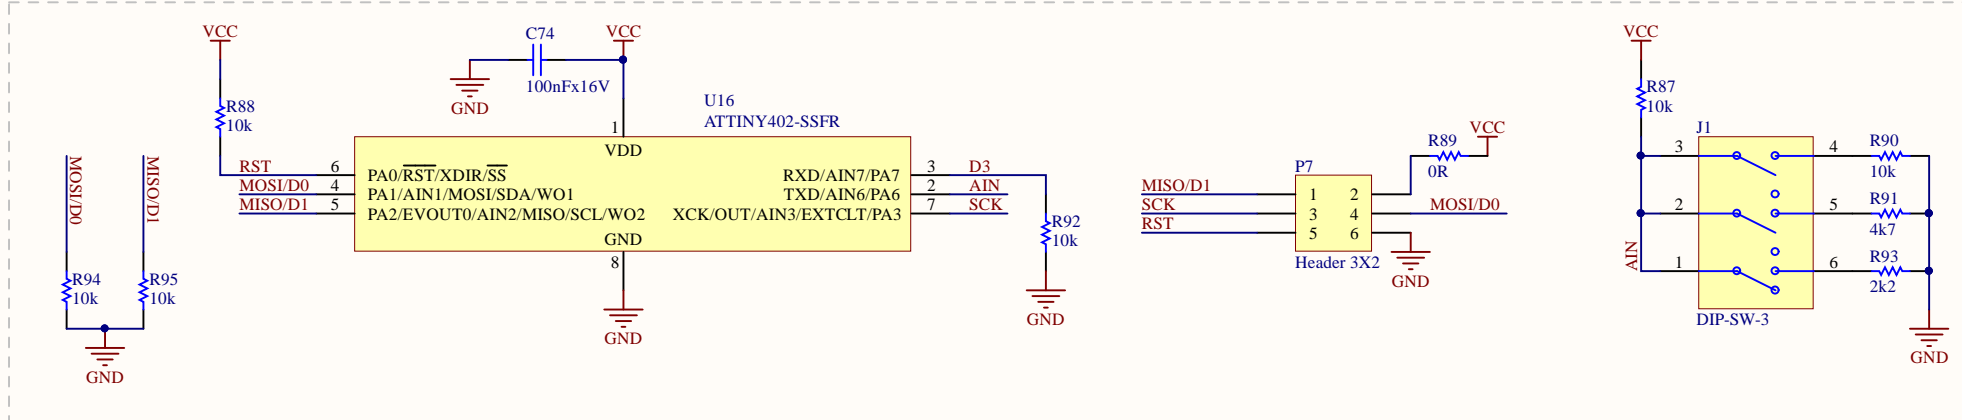 VCC
R88
10k
MOSI/D0
MISO/D1
R94
10k
R95
10k
GND
C74
100nFx16V
GND
VCC
U16
ATTINY402-SSFR
1
VDD
RST
6
PA0/RST/XDIR/SS
MOSI/D0
4
PA1/AIN1/MOSI/SDA/WO1
MISO/D1
5
PA2/EVOUT0/AIN2/MISO/SCL/WO2
RXD/AIN7/PA7
3
D3
TXD/AIN6/PA6
2
AIN
XCK/OUT/AIN3/EXTCLT/PA3
7
SCK
GND
8
GND
R92
10k
GND
P7
MISO/D1
1
2
SCK
3
4
MOSI/D0
RST
5
6
Header 3X2
R89
0R
VCC
GND
VCC
R87
10k
J1
3
4
R90
10k
2
5
R91
4k7
AIN
1
6
R93
2k2
DIP-SW-3
GND